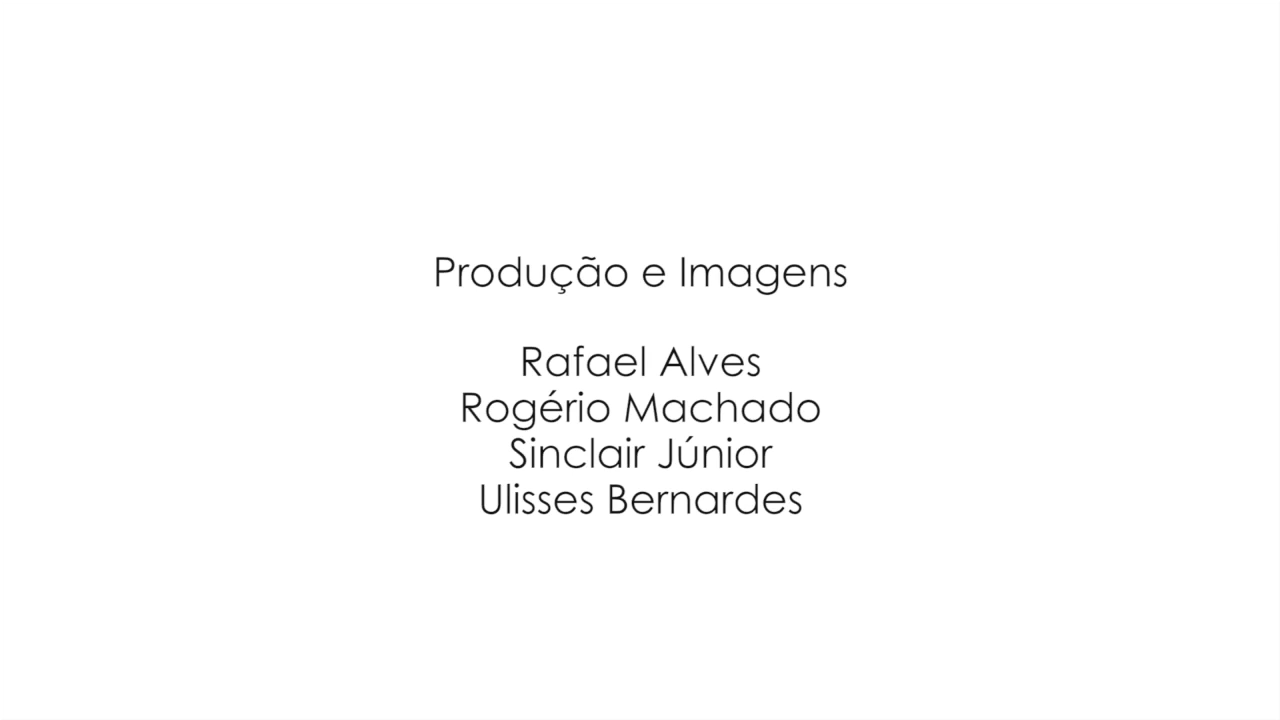 Produção e Imagens
Rafael Alves
Rogério Machado
Sinclair Júnior
Ulisses Bernardes